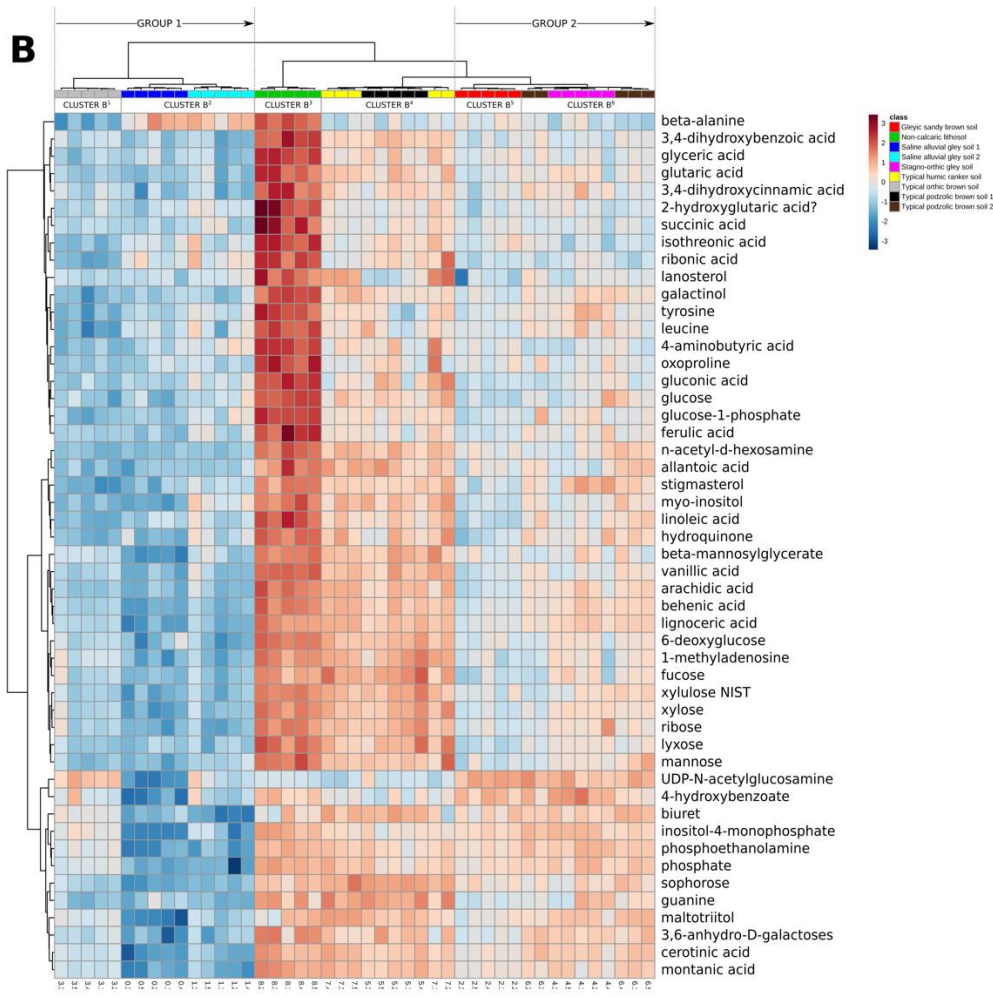 GROUP 1
GROUP 2
B
CLUSTER B1
CLUSTER B2
CLUSTER B3
CLUSTER B4
CLUSTER B5
CLUSTER B6
beta-alanine
3,4-dihydroxybenzoic acid
glyceric acid
glutaric acid
3,4-dihydroxycinnamic acid
2-hydroxyglutaric acid?
succinic acid
isothreonic acid
ribonic acid
lanosterol
galactinol
tyrosine
leucine
4-aminobutyric acid
oxoproline
gluconic acid
glucose
glucose-1-phosphate
ferulic acid
n-acetyl-d-hexosamine
allantoic acid
stigmasterol
myo-inositol
linoleic acid
hydroquinone
beta-mannosylglycerate
vanillic acid
arachidic acid
behenic acid
lignoceric acid
6-deoxyglucose
1-methyladenosine
fucose
xylulose NIST
xylose
ribose
lyxose
mannose
UDP-N-acetylglucosamine
4-hydroxybenzoate
biuret
inositol-4-monophosphate
phosphoethanolamine
phosphate
sophorose
guanine
maltotriitol
3,6-anhydro-D-galactoses
cerotinic acid
montanic acid
class
Gleyic sandy brown soil
Non-calcaric lithosol
Saline alluvial gley soil 1
Saline alluvial gley soil 2
Stagno-orthic gley soil
Typical humic ranker soil
Typical orthic brown soil
Typical podzolic brown soil 1
Typical podzolic brown soil 2
3
2
1
0
-1
-2
-3